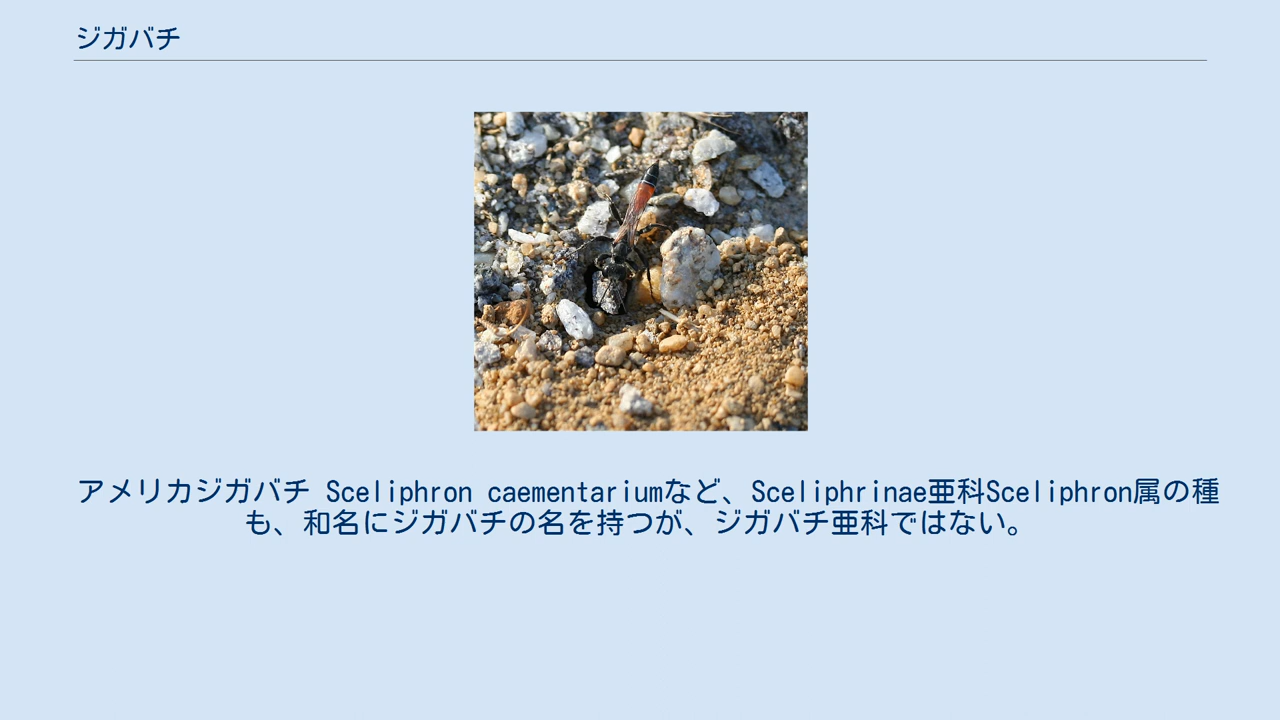 ジガバチ
アメリカジガバチ Sceliphron caementariumなど、Sceliphrinae亜科Sceliphron属の種
も、和名にジガバチの名を持つが、ジガバチ亜科ではない。